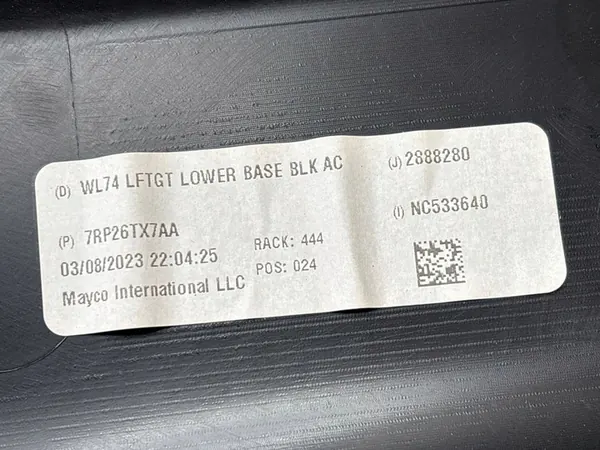 (D) WL74 LFTGT LOWER BASE BLK AC
(J) 2888280
(P) 7RP26TX7AA
(I) NC533640
03/08/2023 22:04:25
RACK: 444
Mayco International LLC
POS: 024